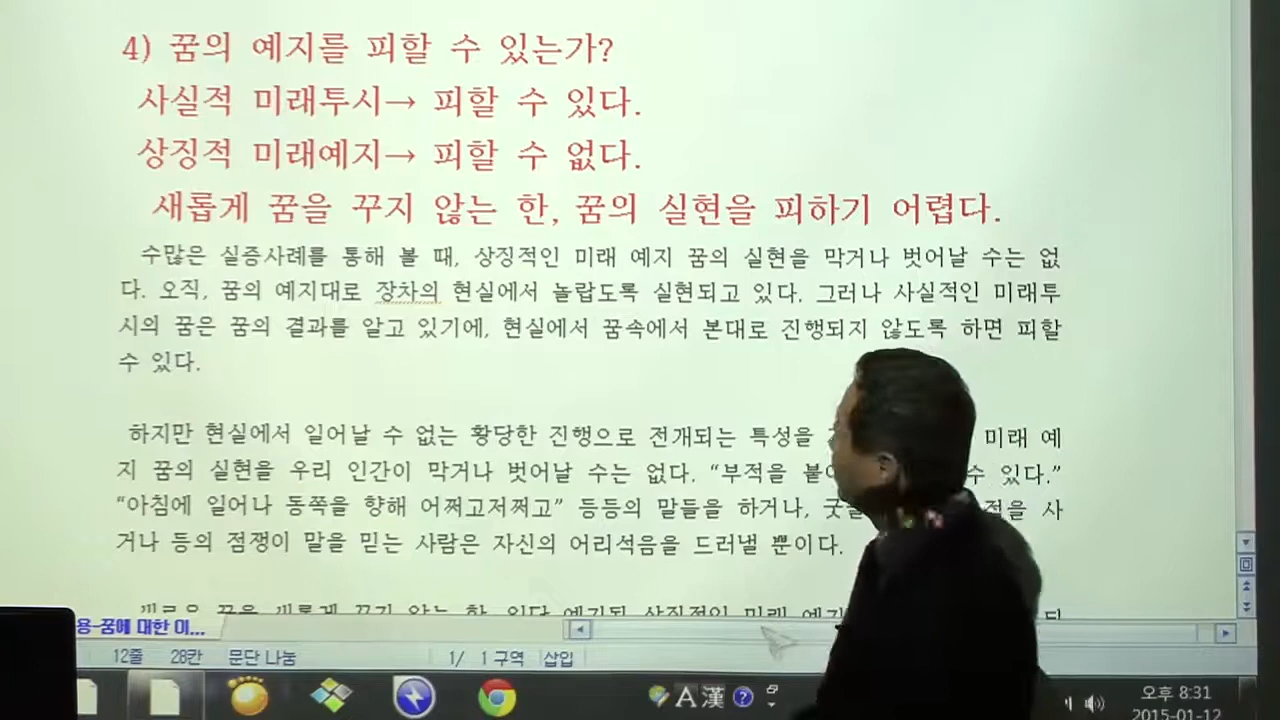 4) 꿈의 예지를 피할 수 있는가?
사실적 미래투시→ 피할 수 있다.
상징적 미래예지→ 피할 수 없다.
새롭게 꿈을 꾸지 않는 한, 꿈의 실현을 피하기 어렵다.
수많은 실증사례를 통해 볼 때, 상징적인 미래 예지 꿈의 실현을 막거나 벗어날 수는 없
다. 오직, 꿈의 예지대로 장차의 현실에서 놀랍도록 실현되고 있다. 그러나 사실적인 미래투
시의 꿈은 꿈의 결과를 알고 있기에, 현실에서 꿈속에서 본대로 진행되지 않도록 하면 피할
수 있다.
하지만 현실에서 일어날 수 없는 황당한 진행으로 전개되는 특성을 미래 예
지 꿈의 실현을 우리 인간이 막거나 벗어날 수는 없다. “부적을 수 있다.”
“아침에 일어나 동쪽을 향해 어쩌고저쩌고” 등등의 말들을 하거나, 사
거나 등의 점쟁이 말을 믿는 사람은 자신의 어리석음을 드러낼 뿐이다.
용-꿈에 대한 이...
12줄 28칸 문단 나눔 1/ 1 구역 삽입
A 漢 ?
오후 8:31
2015-01-12